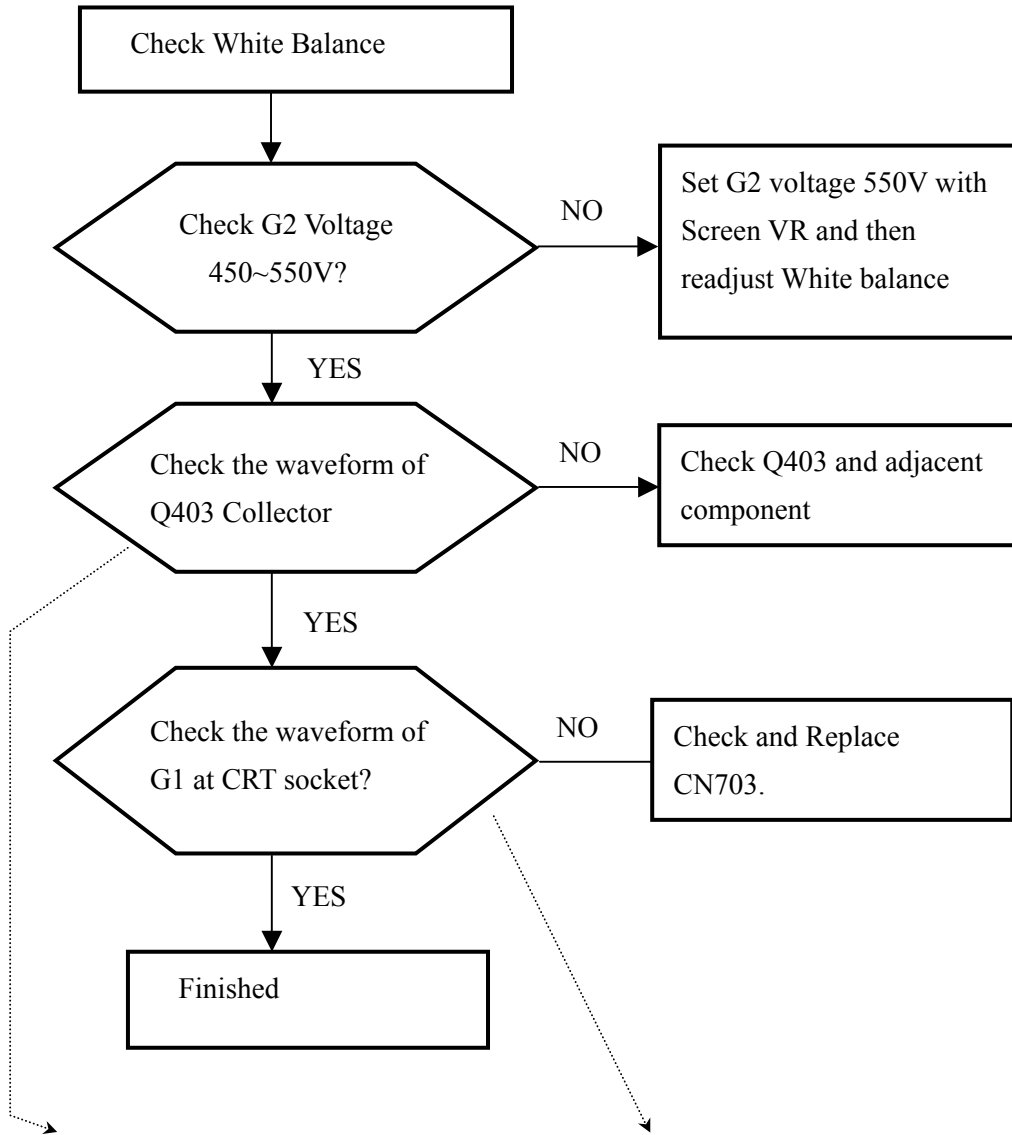 Check White Balance
Check G2 Voltage
450~550V?
NO
Set G2 voltage 550V with
Screen VR and then
readjust White balance
YES
Check the waveform of
Q403 Collector
NO
Check Q403 and adjacent
component
YES
Check the waveform of
G1 at CRT socket?
NO
Check and Replace
CN703.
YES
Finished